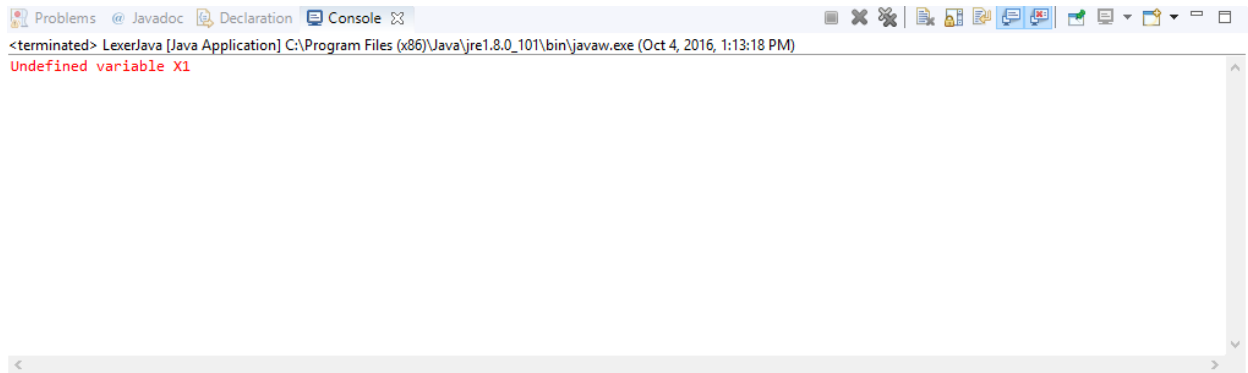 Problems @ Javadoc Declaration Console
<terminated> LexerJava [Java Application] C:\Program Files (x86)\Java\jre1.8.0_101\bin\javaw.exe (Oct 4, 2016, 1:13:18 PM)
Undefined variable X1